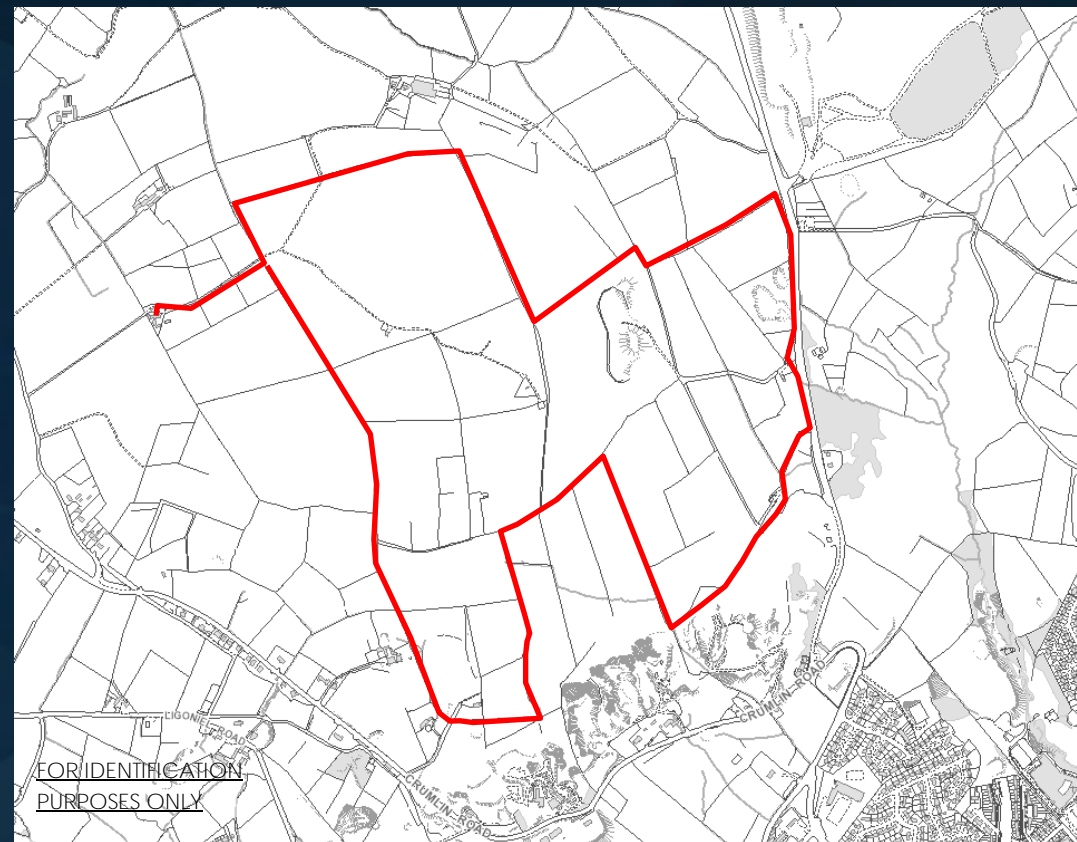 LIGONIEL ROAD
CRUMLIN ROAD
CRUMLIN ROAD
FOR IDENTIFICATION
PURPOSES ONLY